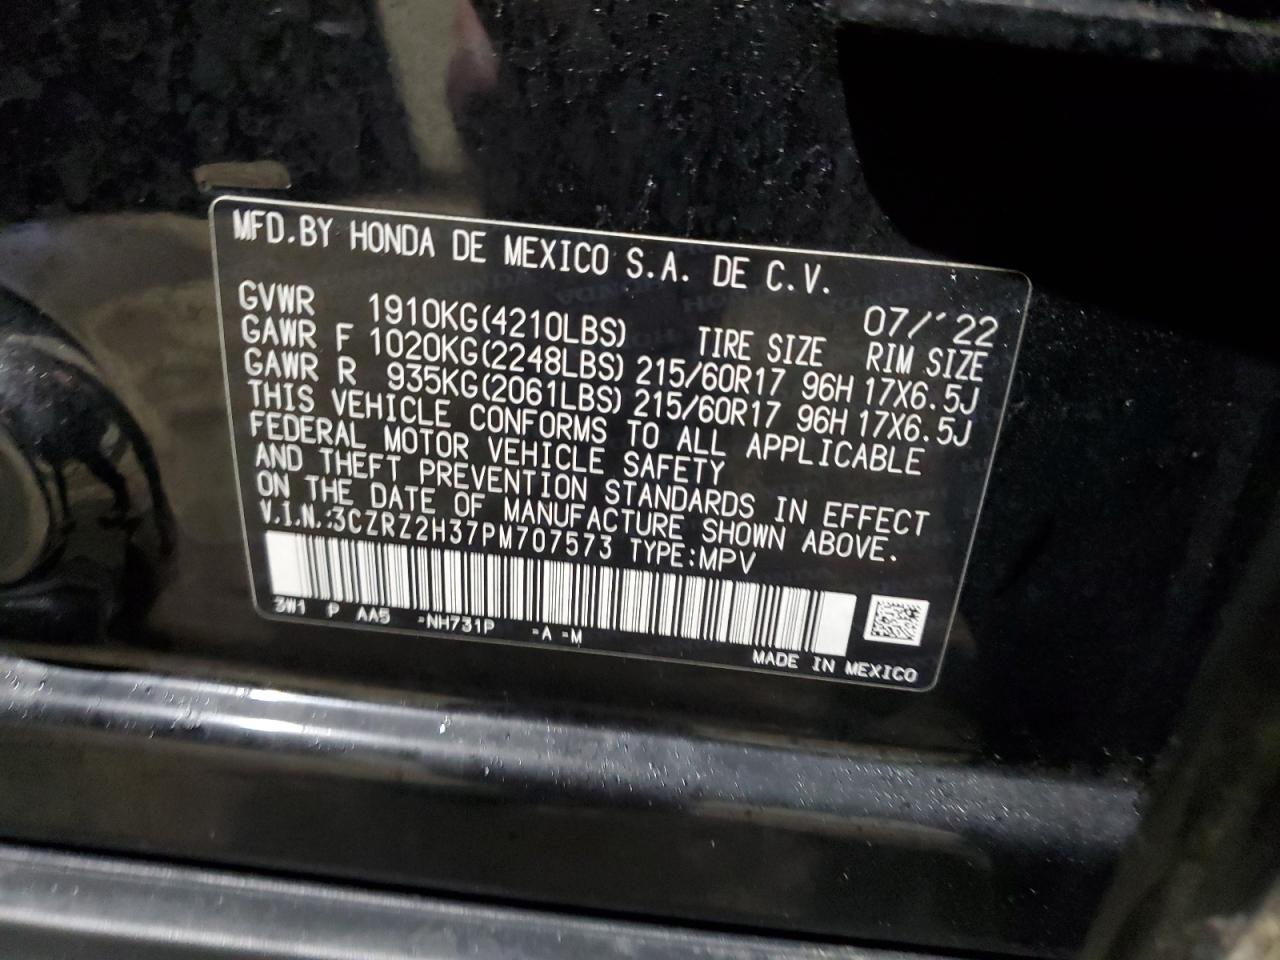 MFD.BY HONDA DE MEXICO S.A. DE C.V.
07/'22
GVWR 1910KG(4210LBS) TIRE SIZE RIM SIZE
GAWR F 1020KG(2248LBS) 215/60R17 96H 17X6.5J
GAWR R 935KG(2061LBS) 215/60R17 96H 17X6.5J
THIS VEHICLE CONFORMS TO ALL APPLICABLE
FEDERAL MOTOR VEHICLE SAFETY
AND THEFT PREVENTION STANDARDS IN EFFECT
ON THE DATE OF MANUFACTURE SHOWN ABOVE.
V.I.N.:3CZRZ2H37PM707573 TYPE:MPV
3W1 P AA5 -NH731P -A -M
MADE IN MEXICO